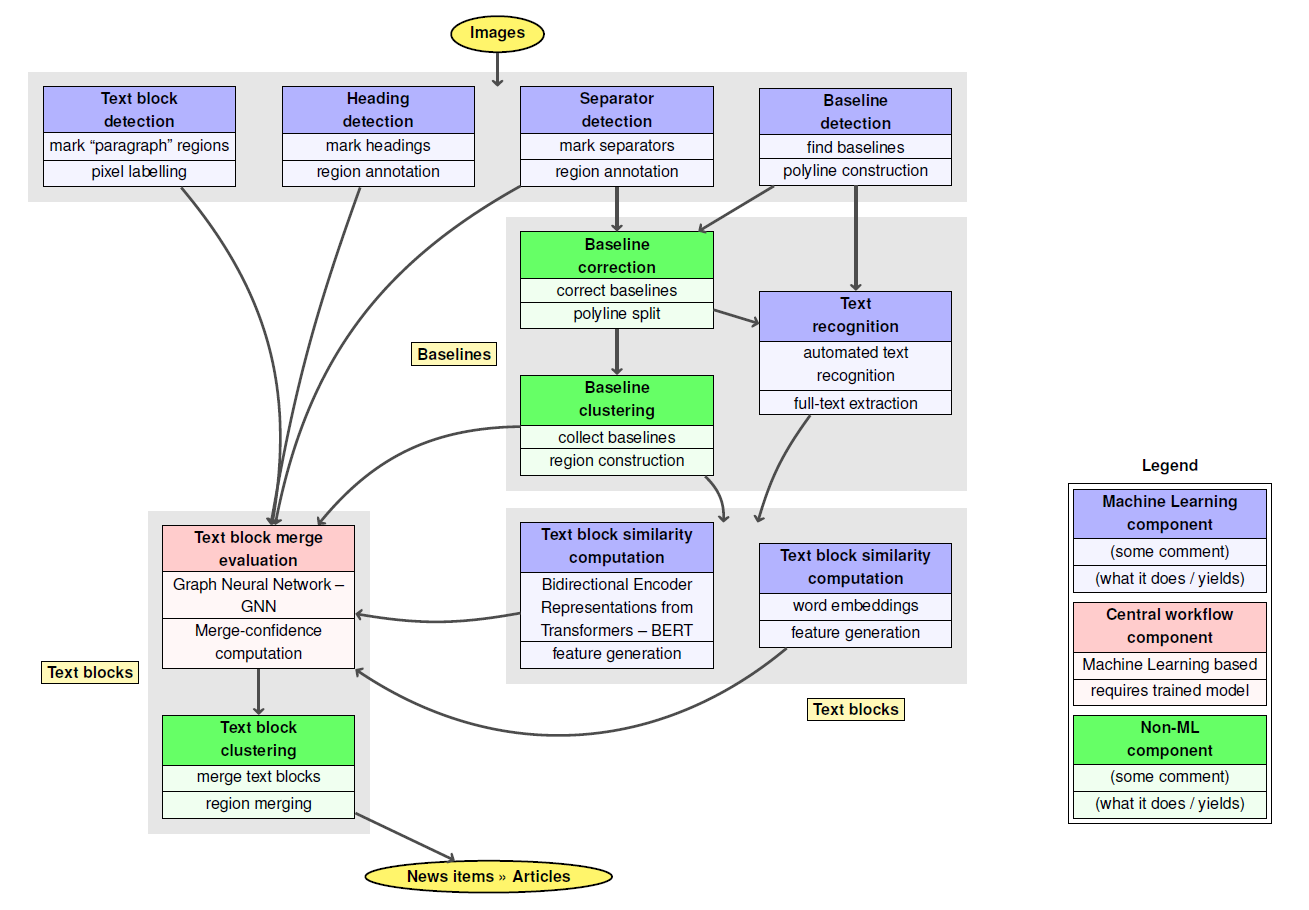 Images
Text block
detection
mark “paragraph” regions
pixel labelling
Heading
detection
mark headings
region annotation
Separator
detection
mark separators
region annotation
Baseline
detection
find baselines
polyline construction
Baseline
correction
correct baselines
polyline split
Text
recognition
automated text
recognition
full-text extraction
Baselines
Baseline
clustering
collect baselines
region construction
Text block merge
evaluation
Graph Neural Network –
GNN
Merge-confidence
computation
Text block similarity
computation
Bidirectional Encoder
Representations from
Transformers – BERT
feature generation
Text block similarity
computation
word embeddings
feature generation
Text blocks
Text blocks
Text block
clustering
merge text blocks
region merging
News items » Articles
Legend
Machine Learning
component
(some comment)
(what it does / yields)
Central workflow
component
Machine Learning based
requires trained model
Non-ML
component
(some comment)
(what it does / yields)